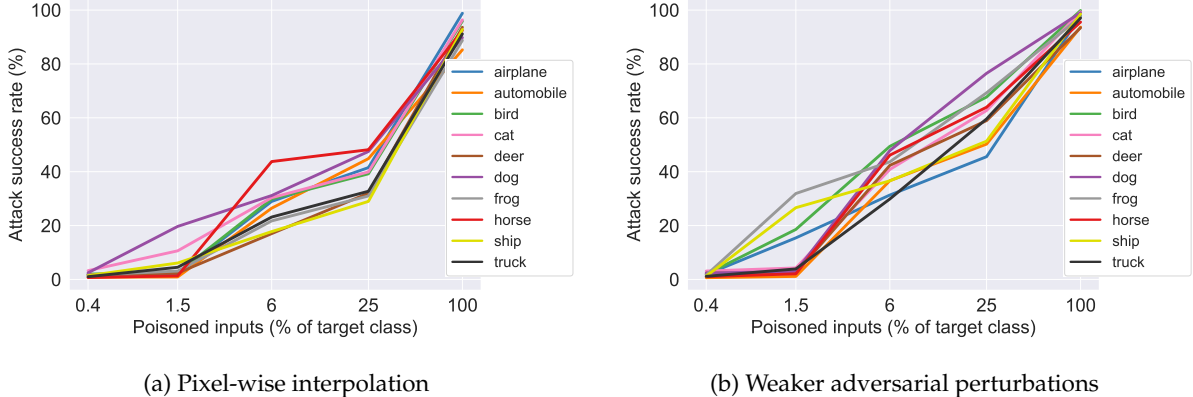 Attack success rate (%)
100
80
60
40
20
0
0.4
1.5
6
25
100
Poisoned inputs (% of target class)
airplane
automobile
bird
cat
deer
dog
frog
horse
ship
truck
(a) Pixel-wise interpolation
Attack success rate (%)
100
80
60
40
20
0
0.4
1.5
6
25
100
Poisoned inputs (% of target class)
airplane
automobile
bird
cat
deer
dog
frog
horse
ship
truck
(b) Weaker adversarial perturbations